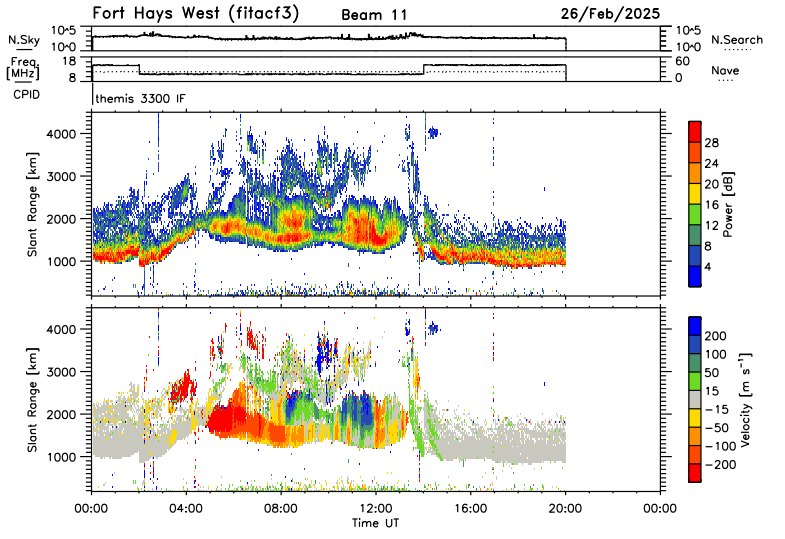 Fort Hays West (fitacf3) Beam 11 26/Feb/2025
N.Sky 10^5 10^0 10^5 10^0 N.Search
Freq. [MHz] 18 8 60 0 Nave
CPID themis 3300 IF
Slant Range [km] 4000 3000 2000 1000
Power [dB] 28 24 20 16 12 8 4
Slant Range [km] 4000 3000 2000 1000
Velocity [m s⁻¹] 200 100 50 15 −15 −50 −100 −200
00:00 04:00 08:00 12:00 16:00 20:00 00:00
Time UT